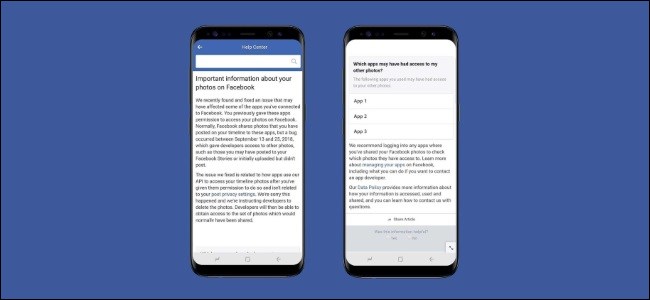 Help Center
Important information about your
photos on Facebook
We recently found and fixed an issue that may
have affected some of the apps you've connected
to Facebook. You previously gave these apps
permission to access your photos on Facebook.
Normally, Facebook shares photos that you have
posted on your timeline to these apps, but a bug
occurred between September 13 and 25, 2018,
which gave developers access to other photos,
such as those you may have posted to your
Facebook Stories or initially uploaded but didn't
post.
The issue we fixed is related to how apps use our
API to access your timeline photos after you've
given them permission to do so and isn't related
to your post privacy settings. We're sorry this
happened and we're instructing developers to
delete the photos. Developers will then be able to
obtain access to the set of photos which would
normally have been shared.
Which apps may have had access to my
other photos?
The following apps you used may have had access
to your other photos.
App 1
App 2
App 3
We recommend logging into any apps where
you've shared your Facebook photos to check
which photos they have access to. Learn more
about managing your apps on Facebook,
including what you can do if you want to contact
an app developer.
Our Data Policy provides more information about
how your information is accessed, used and
shared, and you can learn how to contact us with
questions.
Share Article
Was this information helpful?
Yes No